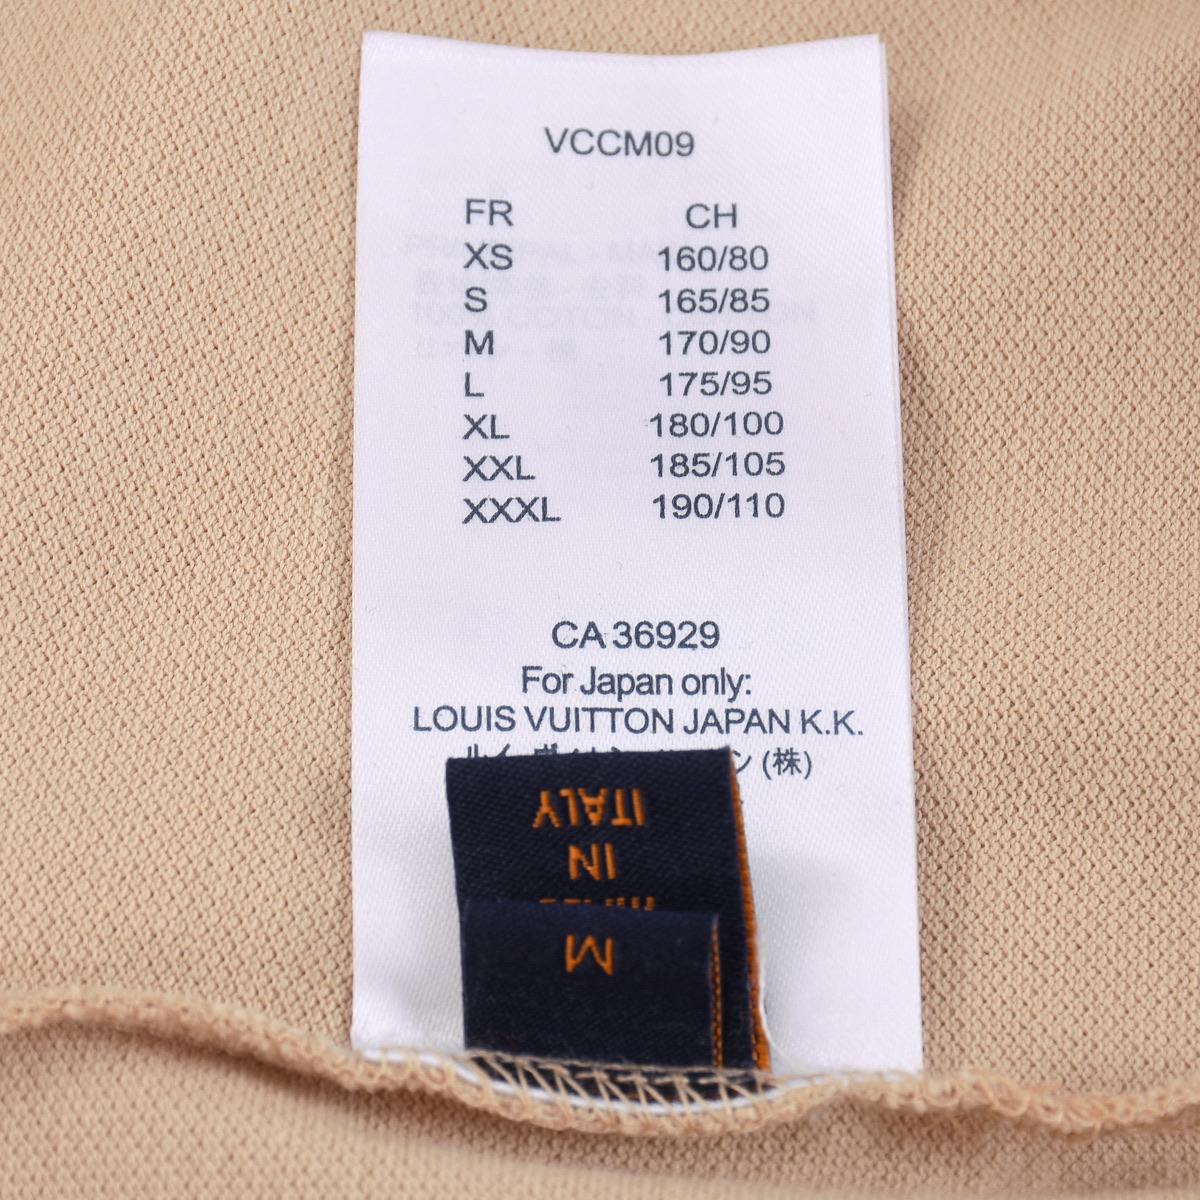 VCCM09
FR CH
XS 160/80
S 165/85
M 170/90
L 175/95
XL 180/100
XXL 185/105
XXXL 190/110
CA 36929
For Japan only:
LOUIS VUITTON JAPAN K.K.
(株)
ITALY
IN
M